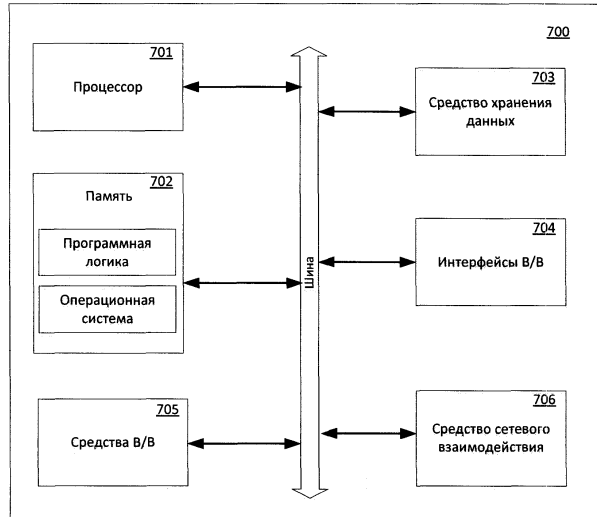 700
701
Процессор
702
Память
Программная
логика
Операционная
система
705
Средства В/В
Шина
703
Средство хранения
данных
704
Интерфейсы В/В
706
Средство сетевого
взаимодействия